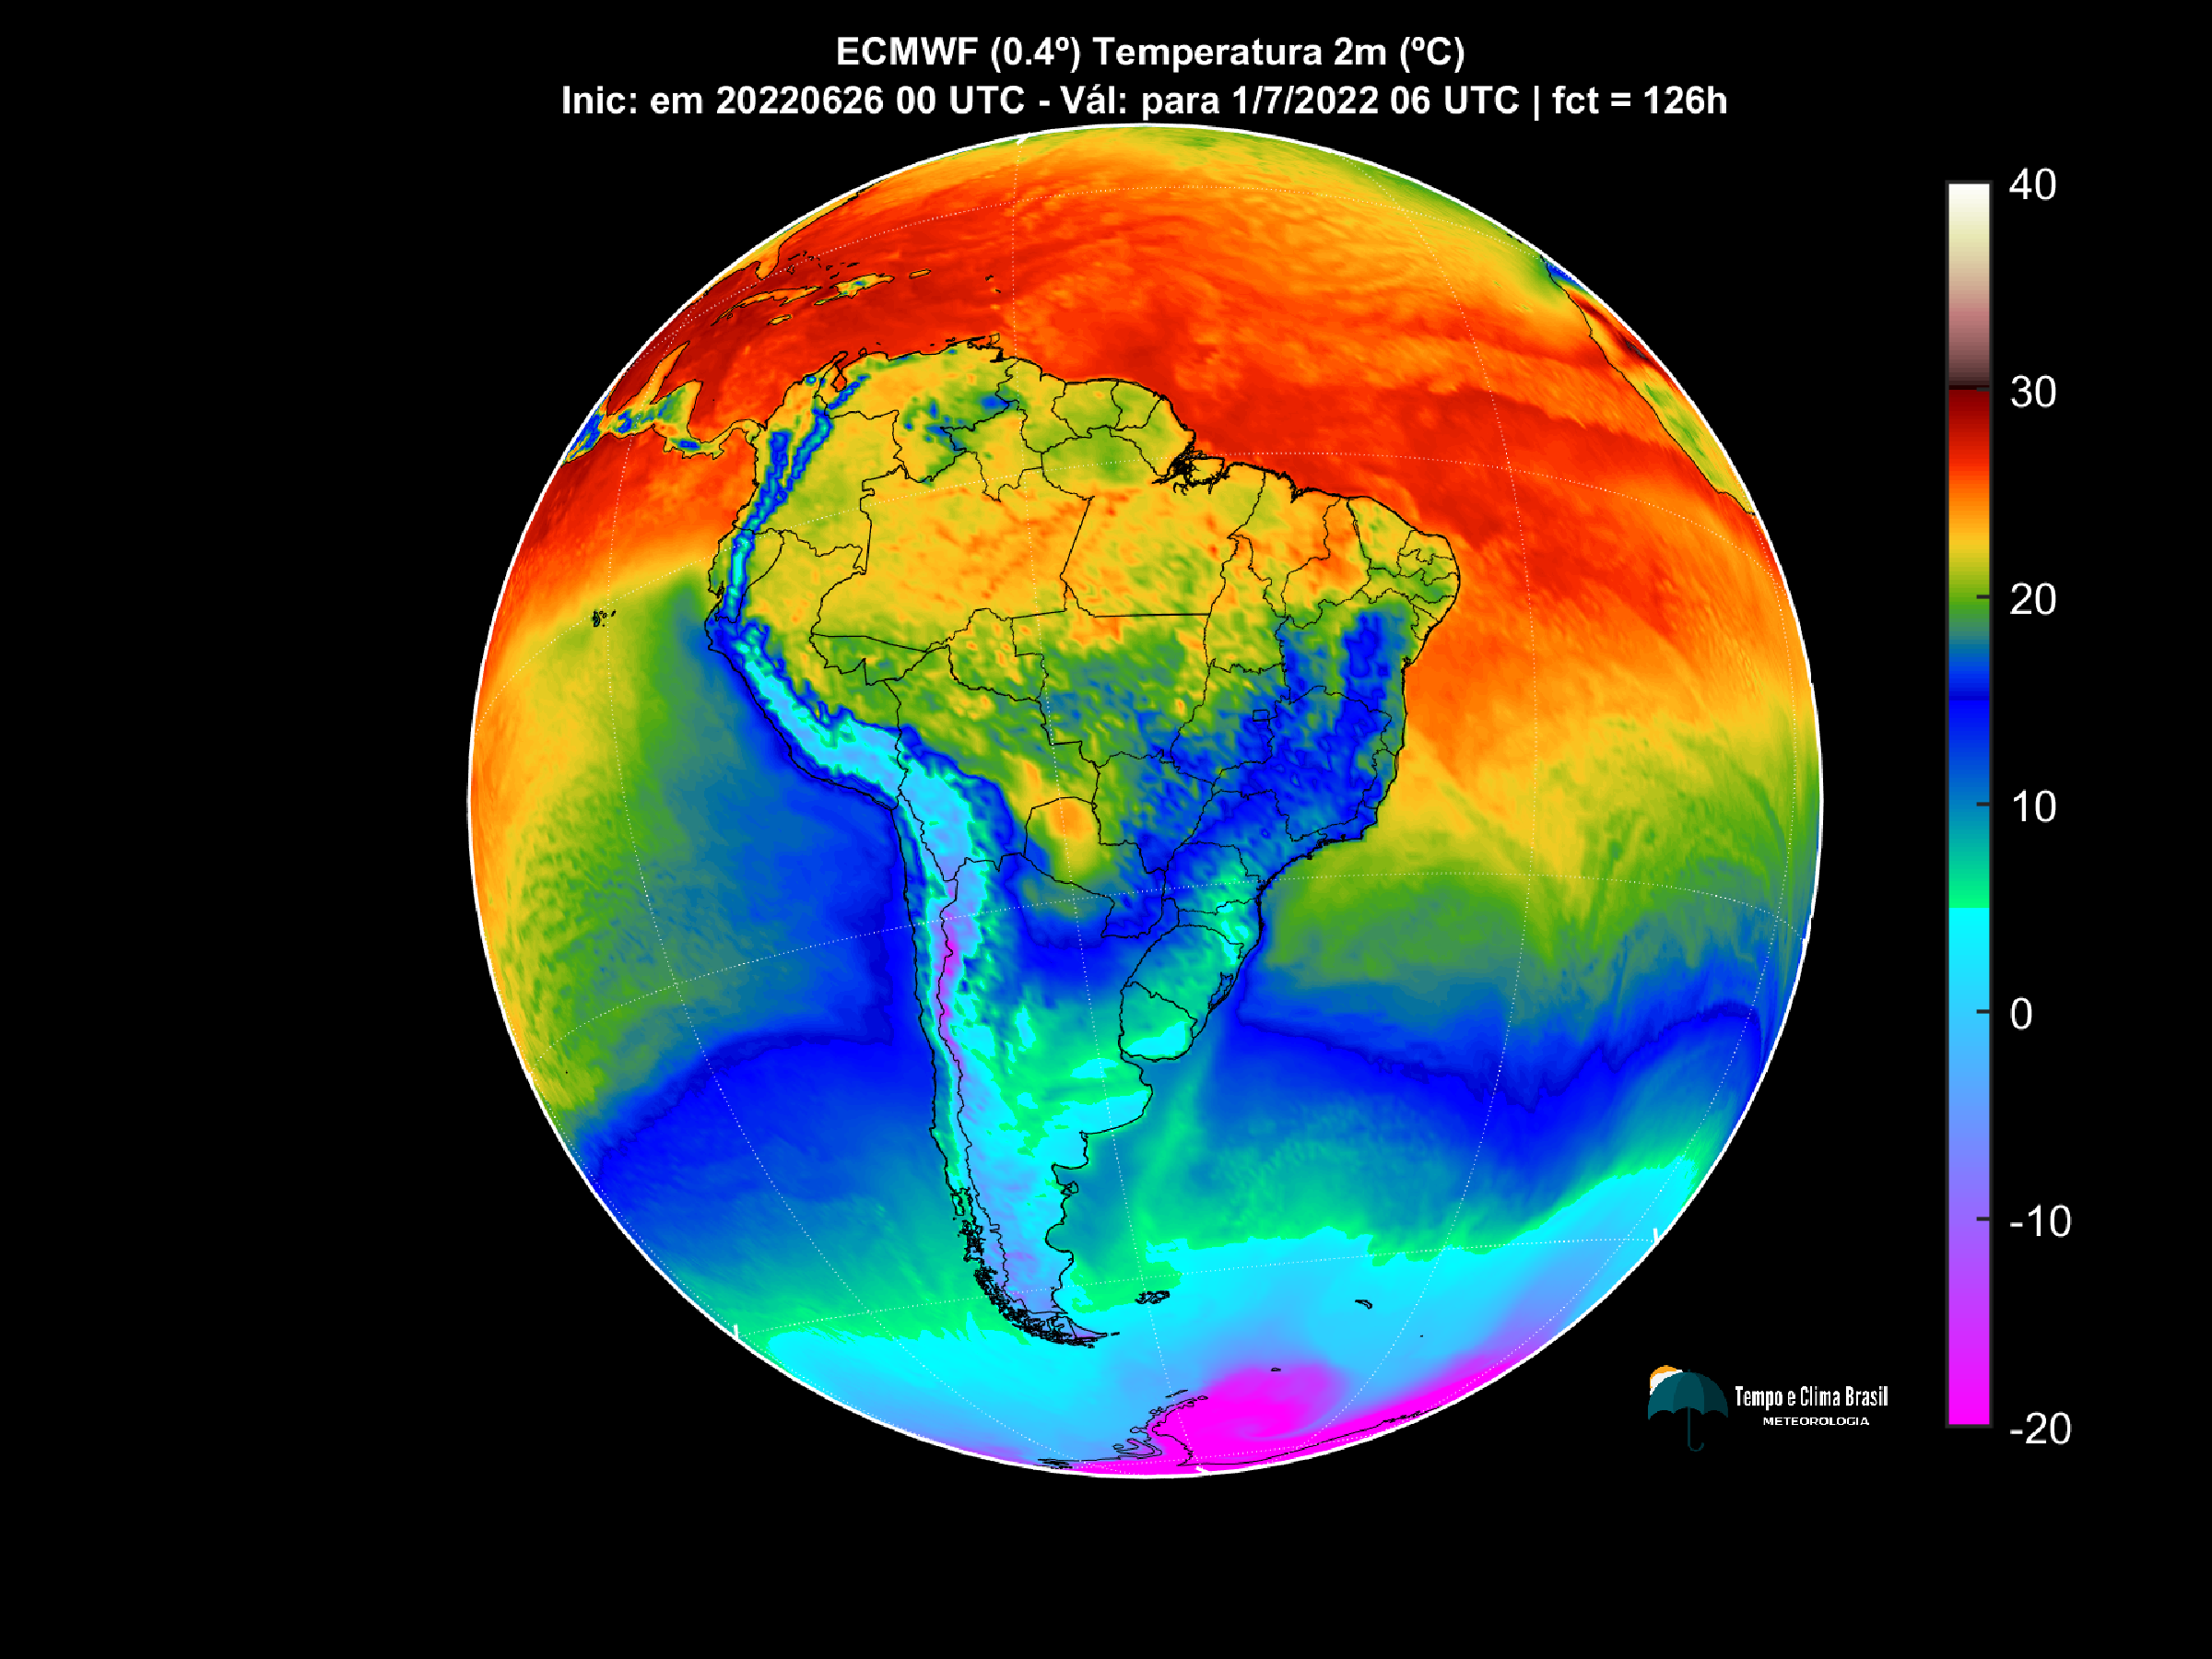 ECMWF (0.4º) Temperatura 2m (ºC)
Inic: em 20220626 00 UTC - Vál: para 1/7/2022 06 UTC | fct = 126h
40
30
20
10
0
-10
-20
Tempo e Clima Brasil
METEOROLOGIA